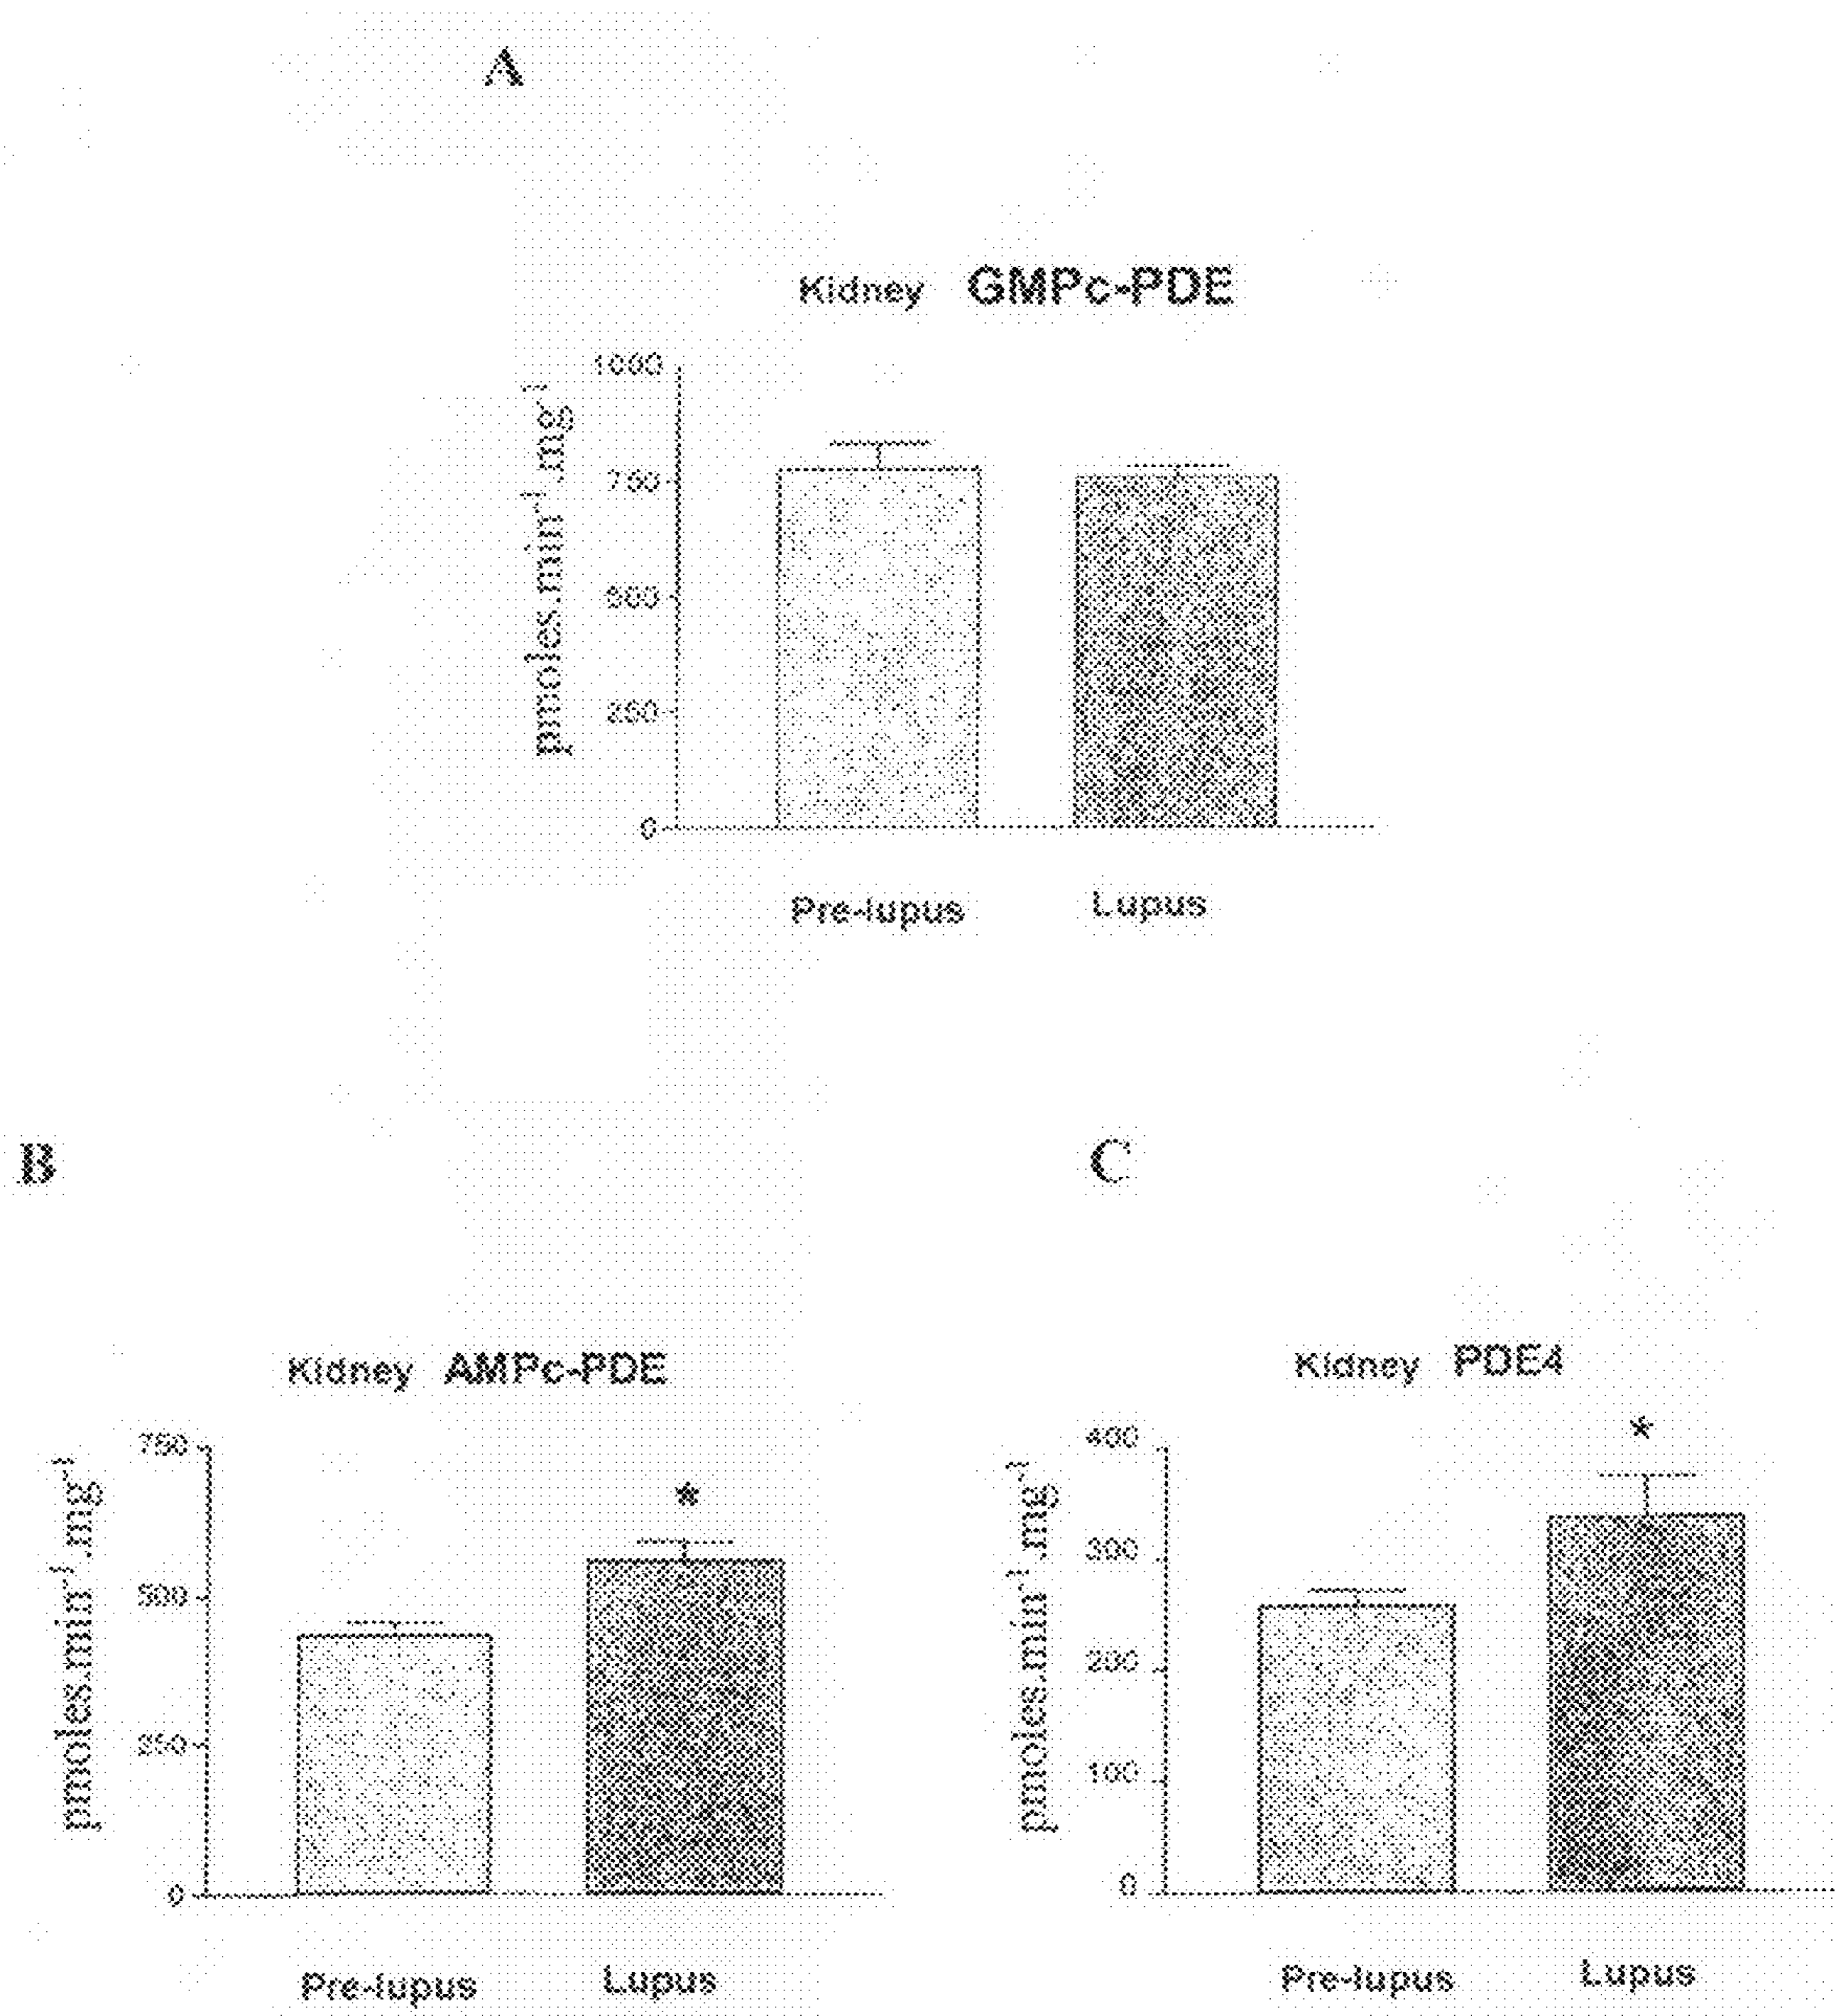 A
Kidney GMPc-PDE
pmoles.min⁻¹.mg⁻¹
1000
750
500
250
0
Pre-lupus Lupus
B
Kidney AMPc-PDE
pmoles.min⁻¹.mg⁻¹
750
*
500
250
0
Pre-lupus Lupus
C
Kidney PDE4
pmoles.min⁻¹.mg⁻¹
400
*
300
200
100
0
Pre-lupus Lupus